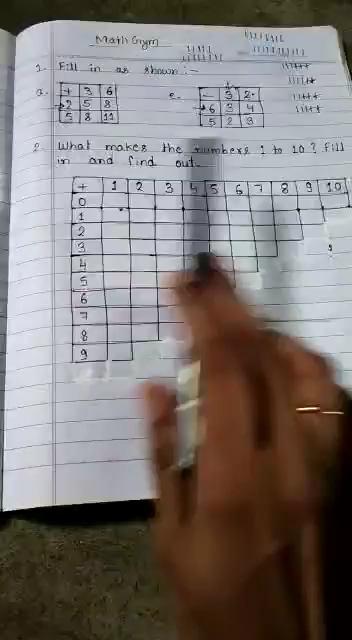 Math Gym
1. Fill in as shown :-
a. + 3 6
2 5 8
5 8 11
e. - 3 2
6 3 4
5 2 3
2. What makes the numbers 1 to 10 ? Fill
in and find out.
+ 1 2 3 4 5 6 7 8 9 10
0
1
2
3
4
5
6
7
8
9